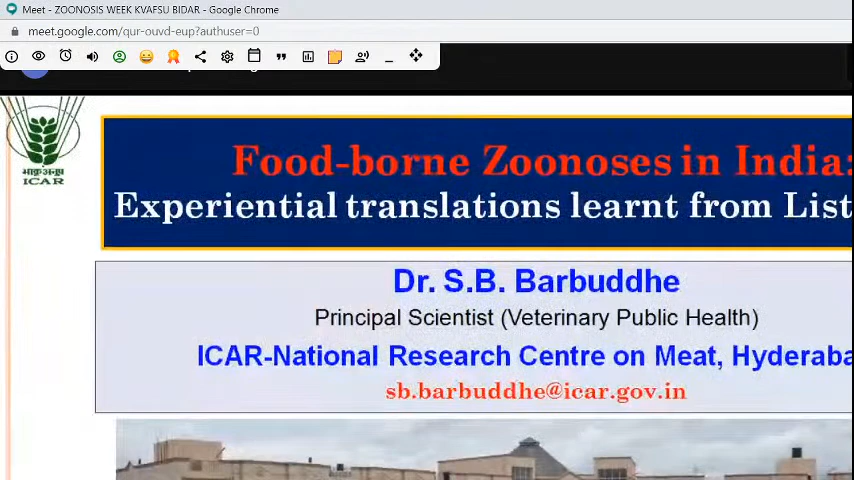 Meet - ZOONOSIS WEEK KVAFSU BIDAR - Google Chrome
meet.google.com/qur-ouvd-eup?authuser=0
ICAR
Food-borne Zoonoses in India:
Experiential translations learnt from List
Dr. S.B. Barbuddhe
Principal Scientist (Veterinary Public Health)
ICAR-National Research Centre on Meat, Hyderaba
sb.barbuddhe@icar.gov.in